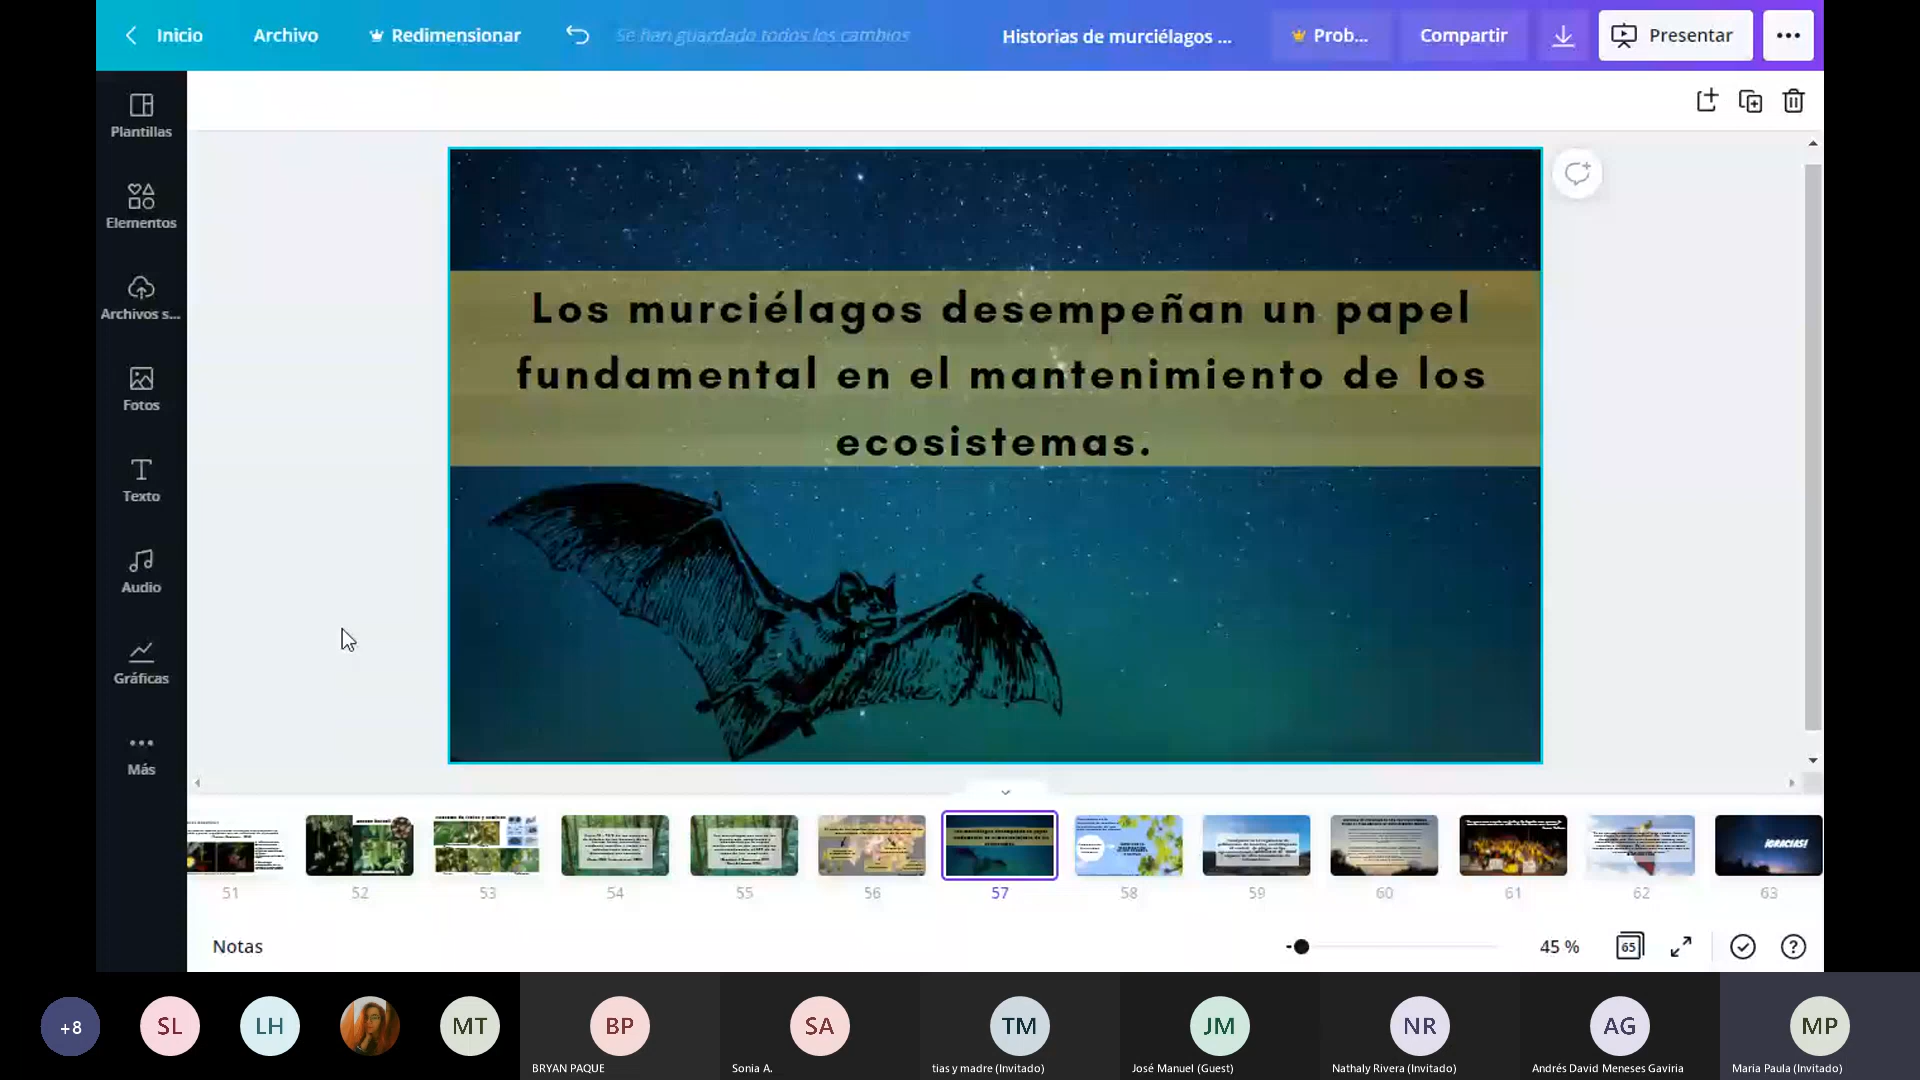 Inicio
Archivo
Redimensionar
Se han guardado todos los cambios
Historias de murciélagos ...
Prob...
Compartir
Presentar
Plantillas
Elementos
Archivos s...
Fotos
Texto
Audio
Gráficas
Más
Los murciélagos desempeñan un papel
fundamental en el mantenimiento de los
ecosistemas.
¡GRACIAS!
51
52
53
54
55
56
57
58
59
60
61
62
63
Notas
45 %
65
+8
SL
LH
MT
BP
SA
TM
JM
NR
AG
MP
BRYAN PAQUE
Sonia A.
tias y madre (Invitado)
José Manuel (Guest)
Nathaly Rivera (Invitado)
Andrés David Meneses Gaviria
Maria Paula (Invitado)